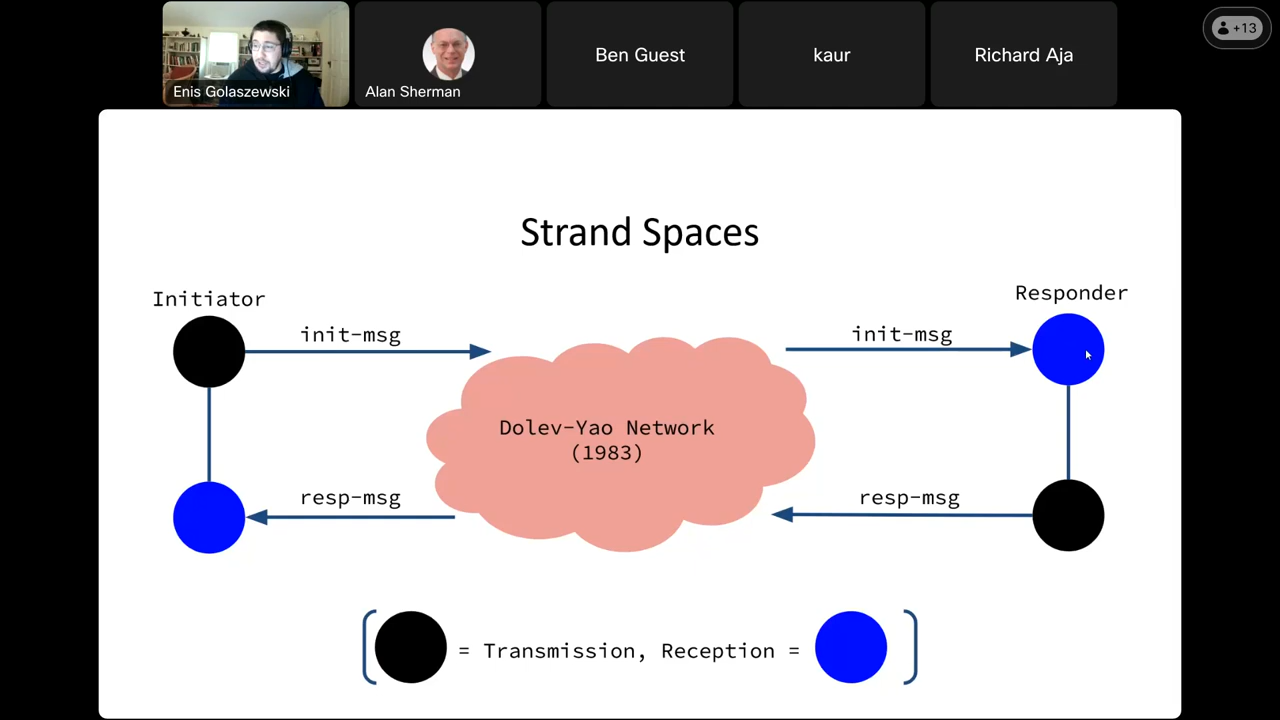 +13
Enis Golaszewski
Alan Sherman
Ben Guest
kaur
Richard Aja
Strand Spaces
Initiator
Responder
init-msg
init-msg
Dolev-Yao Network
(1983)
resp-msg
resp-msg
= Transmission, Reception =